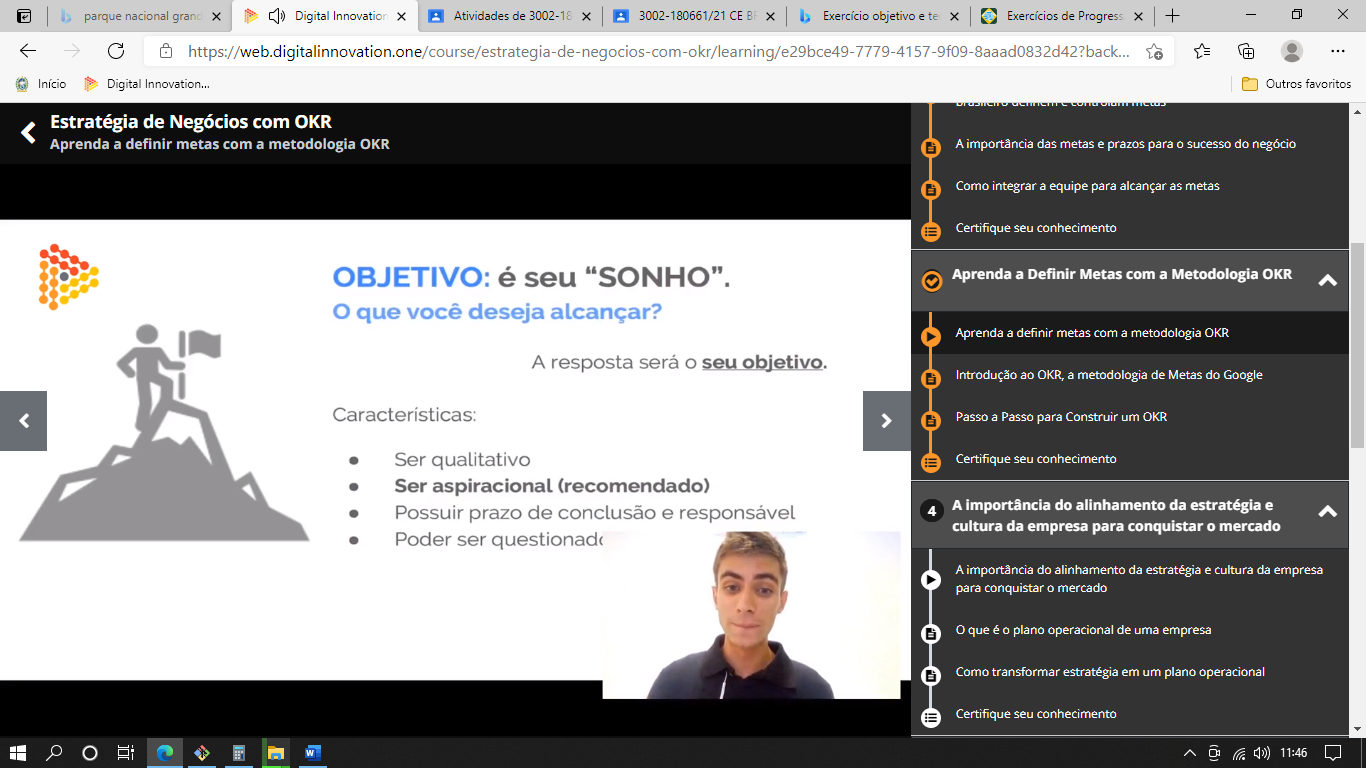 parque nacional grand
Digital Innovation
Atividades de 3002-18
3002-180661/21 CE BF
Exercício objetivo e te
Exercícios de Progress
https://web.digitalinnovation.one/course/estrategia-de-negocios-com-okr/learning/e29bce49-7779-4157-9f09-8aaad0832d42?back...
Início
Digital Innovation...
Outros favoritos
Estratégia de Negócios com OKR
Aprenda a definir metas com a metodologia OKR
OBJETIVO: é seu “SONHO”.
O que você deseja alcançar?
A resposta será o seu objetivo.
Características:
● Ser qualitativo
● Ser aspiracional (recomendado)
● Possuir prazo de conclusão e responsável
● Poder ser questionado
brasileiro definem e controlam metas
A importância das metas e prazos para o sucesso do negócio
Como integrar a equipe para alcançar as metas
Certifique seu conhecimento
Aprenda a Definir Metas com a Metodologia OKR
Aprenda a definir metas com a metodologia OKR
Introdução ao OKR, a metodologia de Metas do Google
Passo a Passo para Construir um OKR
Certifique seu conhecimento
4 A importância do alinhamento da estratégia e
cultura da empresa para conquistar o mercado
A importância do alinhamento da estratégia e cultura da empresa
para conquistar o mercado
O que é o plano operacional de uma empresa
Como transformar estratégia em um plano operacional
Certifique seu conhecimento
11:46